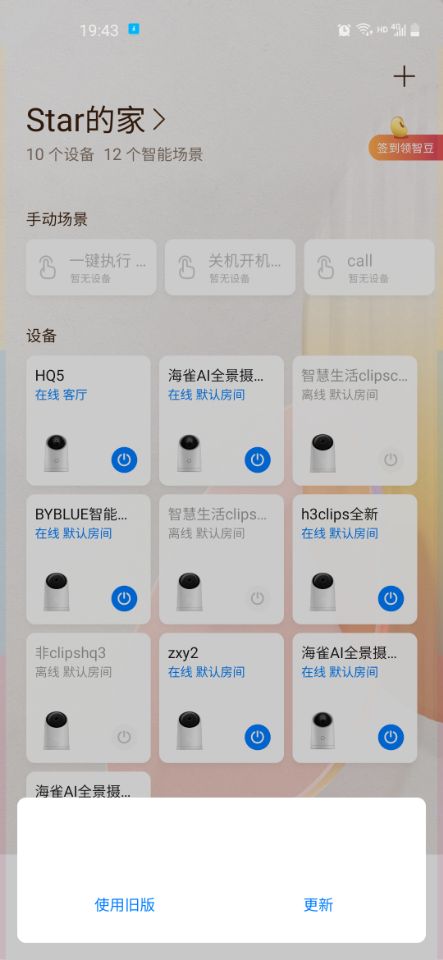 19:43
HD 4G
Star的家
10 个设备 12 个智能场景
签到领智豆
手动场景
一键执行 ...
暂无设备
关机开机...
暂无设备
call
暂无设备
设备
HQ5
在线 客厅
海雀AI全景摄...
在线 默认房间
智慧生活clipsc...
离线 默认房间
BYBLUE智能...
在线 默认房间
智慧生活clips...
离线 默认房间
h3clips全新
在线 默认房间
非clipshq3
离线 默认房间
zxy2
在线 默认房间
海雀AI全景摄...
在线 默认房间
海雀AI全景摄...
使用旧版
更新